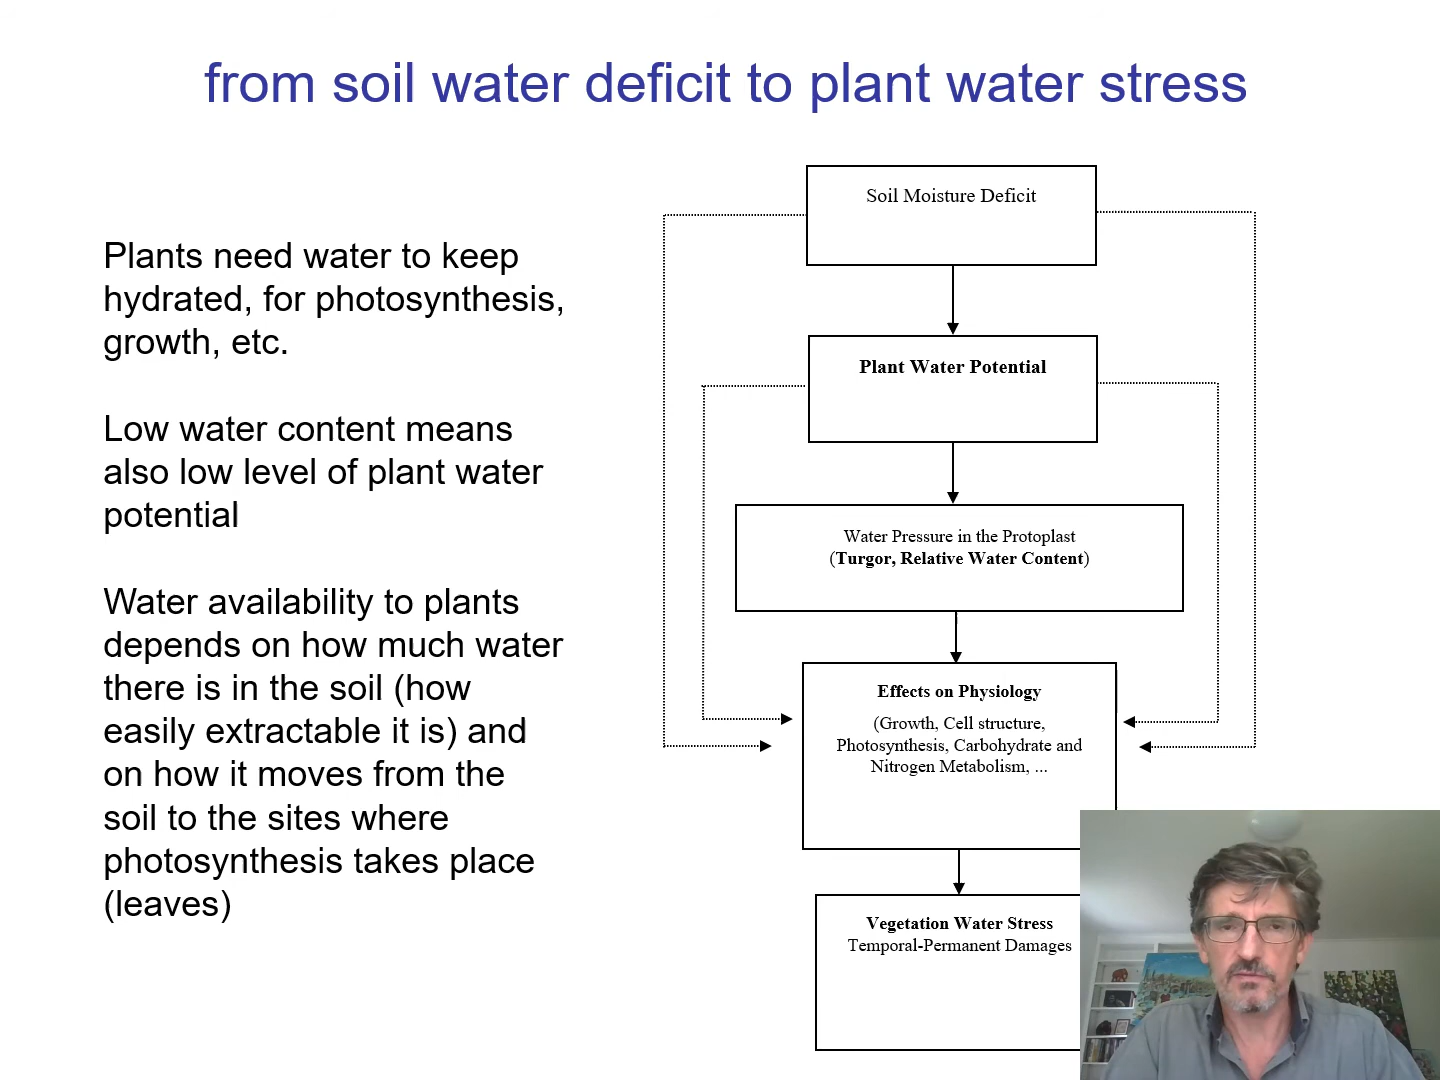 from soil water deficit to plant water stress
Plants need water to keep
hydrated, for photosynthesis,
growth, etc.
Low water content means
also low level of plant water
potential
Water availability to plants
depends on how much water
there is in the soil (how
easily extractable it is) and
on how it moves from the
soil to the sites where
photosynthesis takes place
(leaves)
Soil Moisture Deficit
Plant Water Potential
Water Pressure in the Protoplast
(Turgor, Relative Water Content)
Effects on Physiology
(Growth, Cell structure,
Photosynthesis, Carbohydrate and
Nitrogen Metabolism, ...
Vegetation Water Stress
Temporal-Permanent Damages